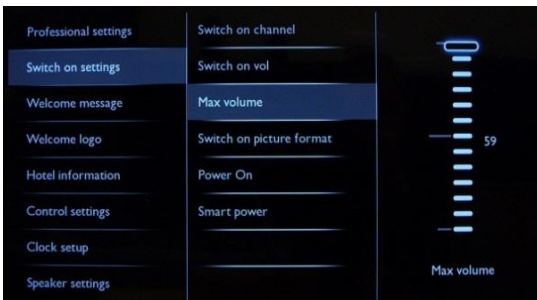 Professional settings
Switch on settings
Welcome message
Welcome logo
Hotel information
Control settings
Clock setup
Speaker settings
Switch on channel
Switch on vol
Max volume
Switch on picture format
Power On
Smart power
59
Max volume